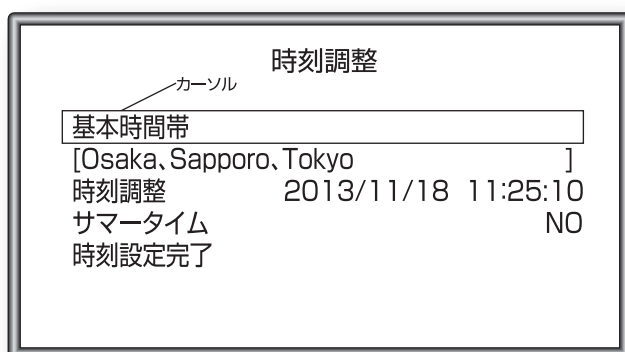 時刻調整
カーソル
基本時間帯
[Osaka、Sapporo、Tokyo ]
時刻調整 2013/11/18 11:25:10
サマータイム NO
時刻設定完了